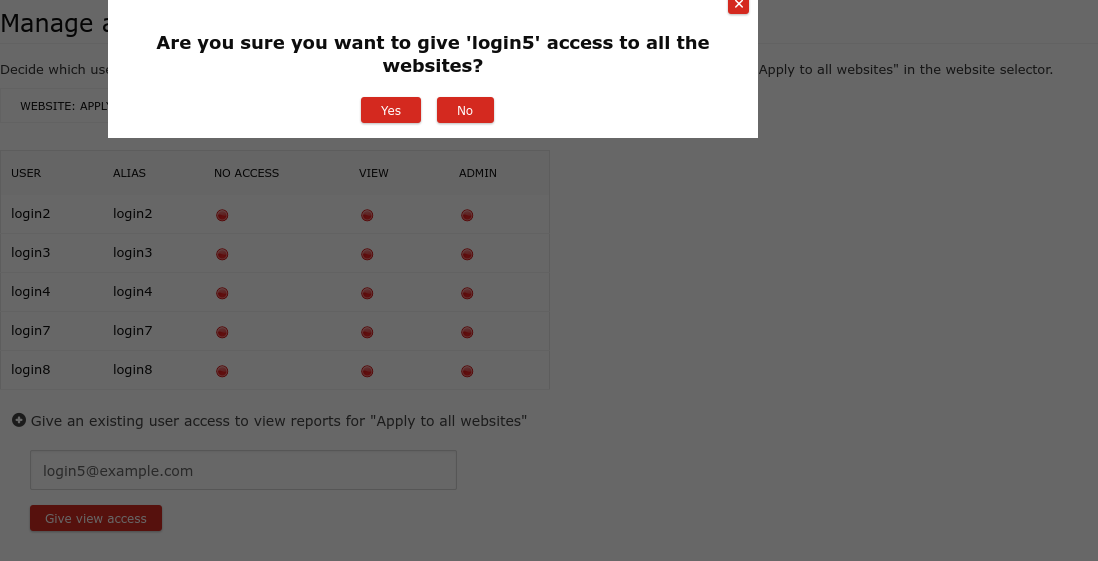 Manage a
Are you sure you want to give 'login5' access to all the
websites?
Decide which use
Apply to all websites" in the website selector.
WEBSITE: APPLY
Yes No
USER ALIAS NO ACCESS VIEW ADMIN
login2 login2
login3 login3
login4 login4
login7 login7
login8 login8
Give an existing user access to view reports for "Apply to all websites"
login5@example.com
Give view access